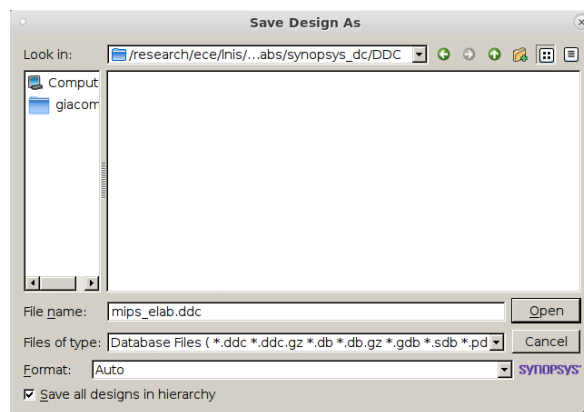 Save Design As
Look in: /research/ece/lnis/...abs/synopsys_dc/DDC
Comput
giacom
File name: mips_elab.ddc Open
Files of type: Database Files ( *.ddc *.ddc.gz *.db *.db.gz *.gdb *.sdb *.pd Cancel
Format: Auto SYNOPSYS
Save all designs in hierarchy